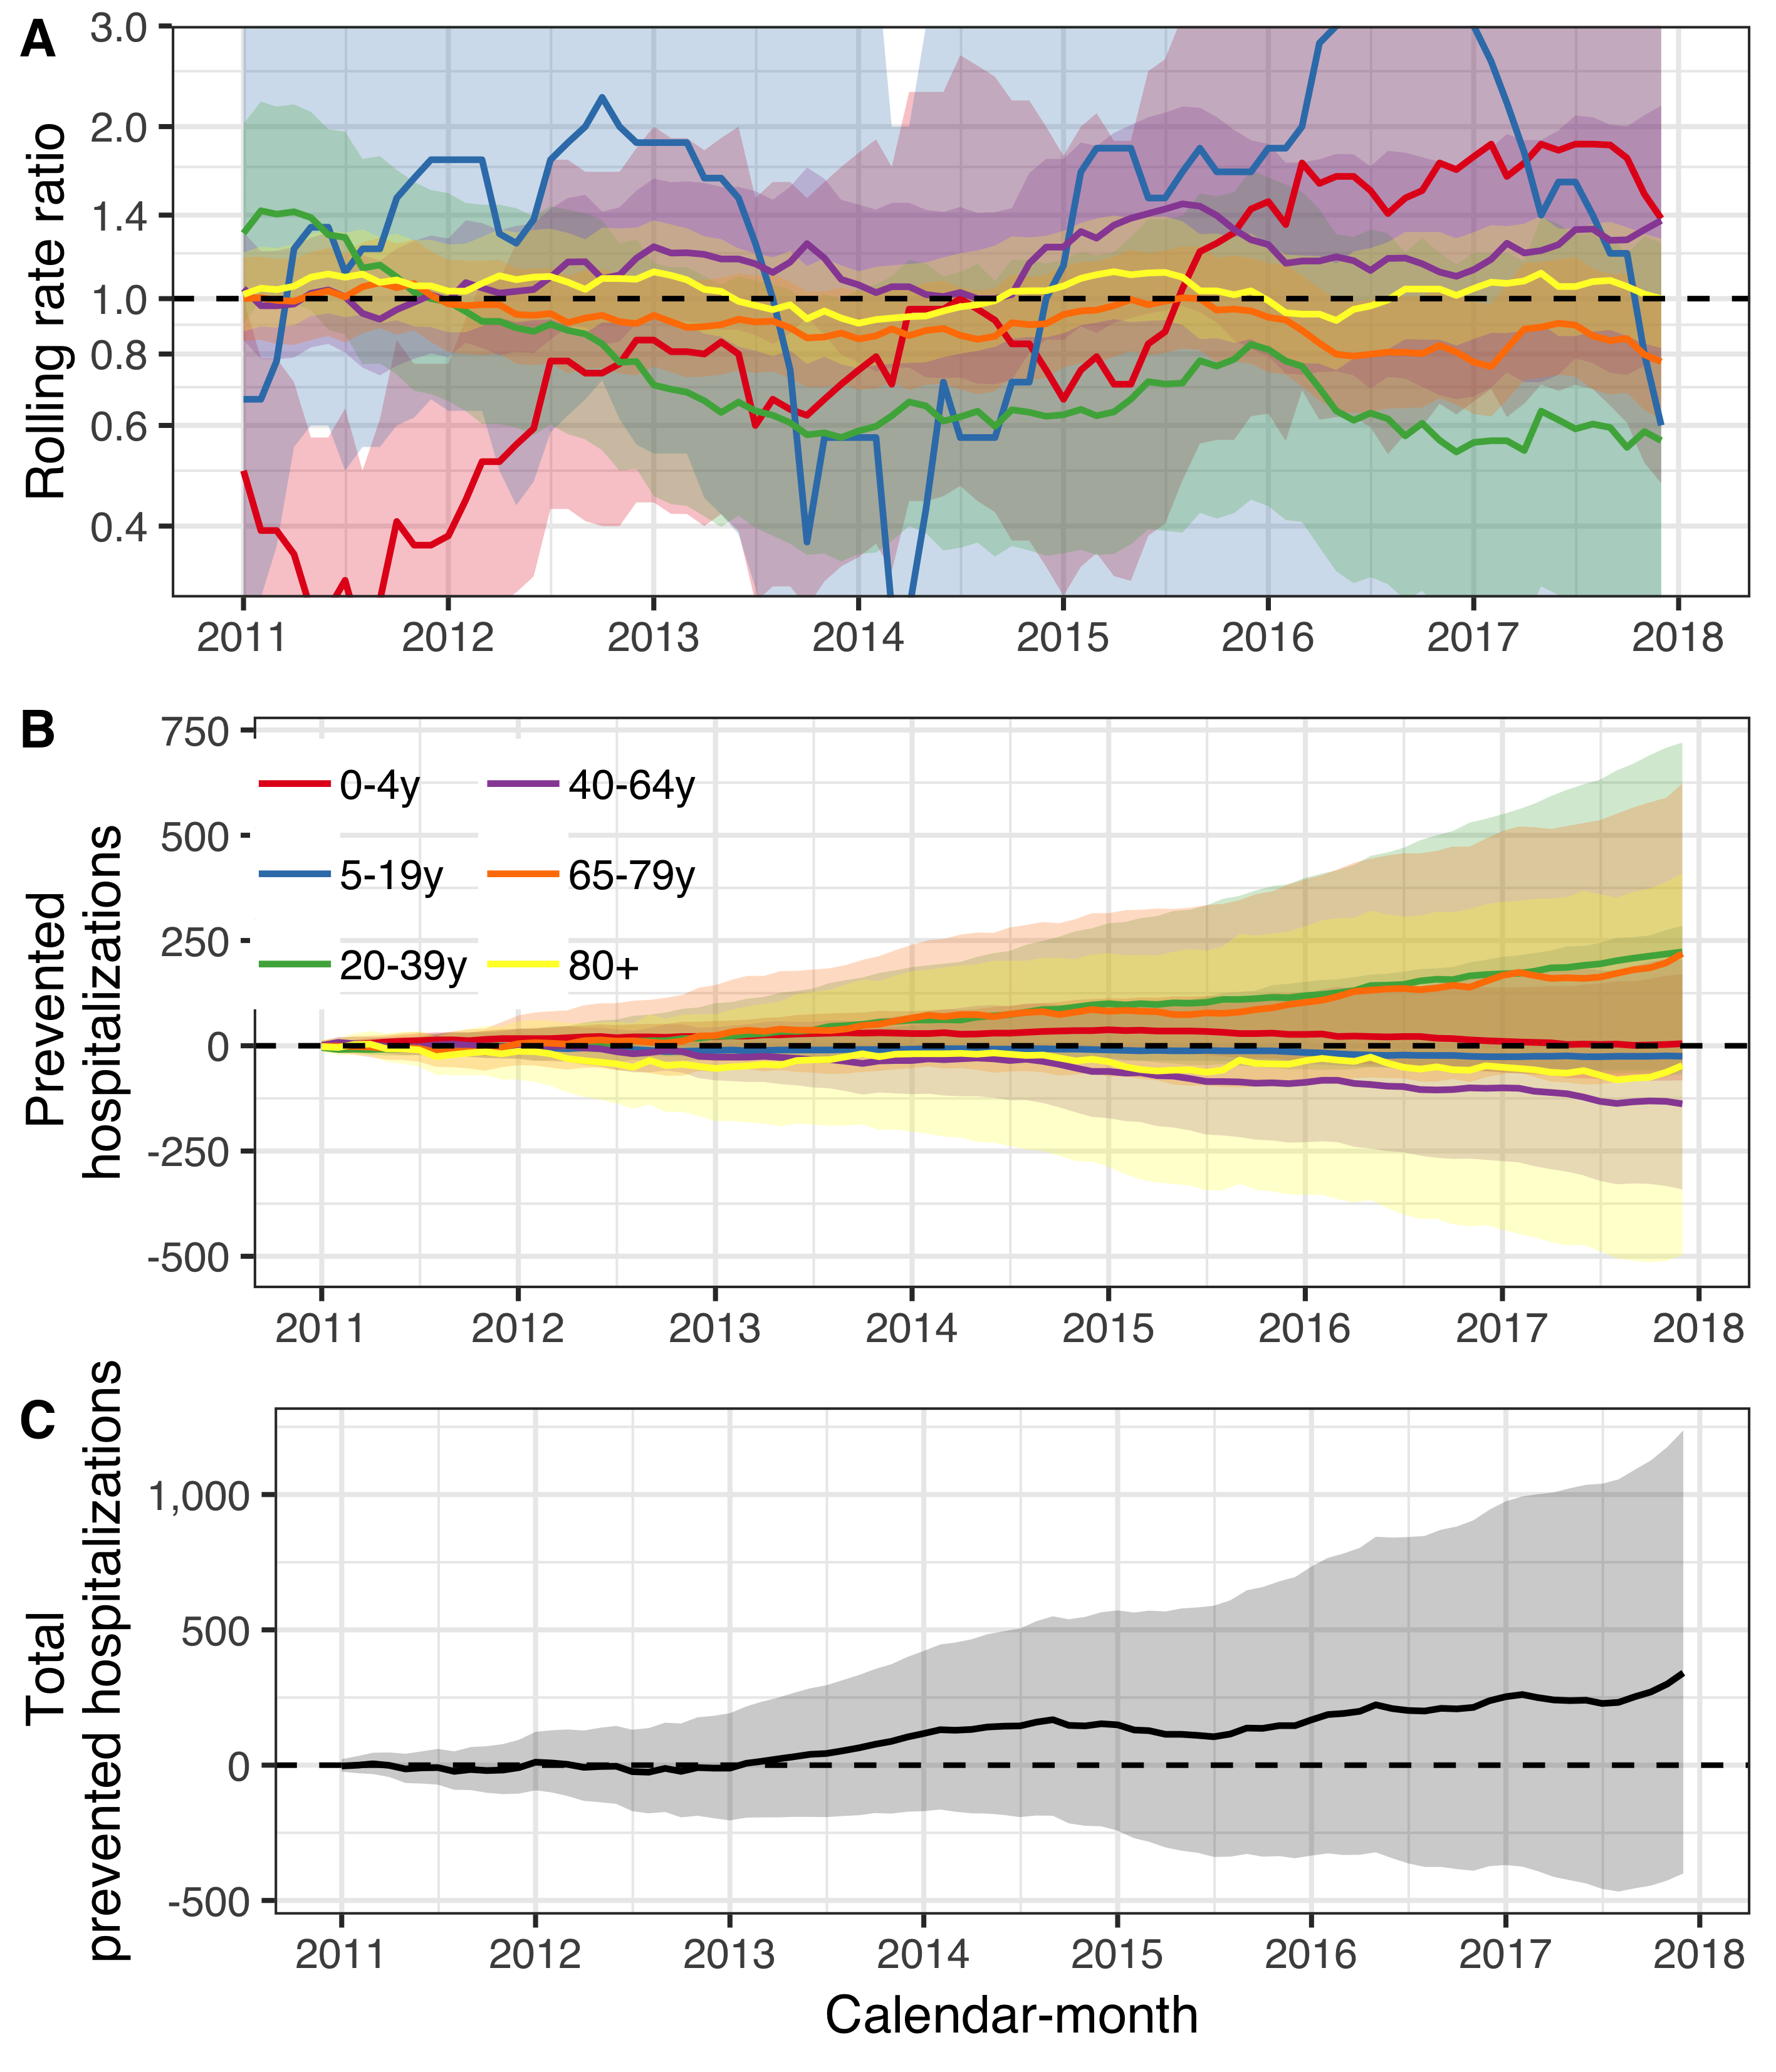 A
Rolling rate ratio
3.0
2.0
1.4
1.0
0.8
0.6
0.4
2011 2012 2013 2014 2015 2016 2017 2018
B
Prevented
hospitalizations
750
500
250
0
-250
-500
0-4y 40-64y
5-19y 65-79y
20-39y 80+
2011 2012 2013 2014 2015 2016 2017 2018
C
Total
prevented hospitalizations
1,000
500
0
-500
2011 2012 2013 2014 2015 2016 2017 2018
Calendar-month